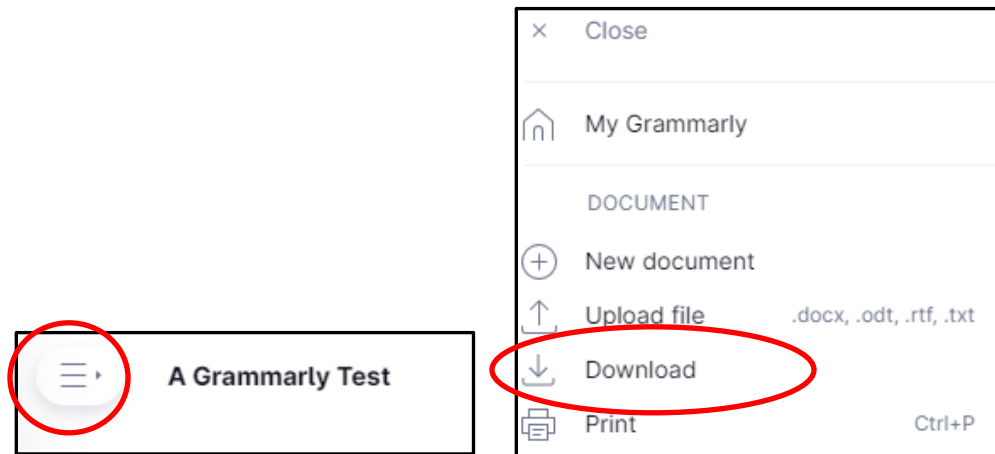 Close
My Grammarly
DOCUMENT
New document
Upload file .docx, .odt, .rtf, .txt
Download
Print Ctrl+P
A Grammarly Test